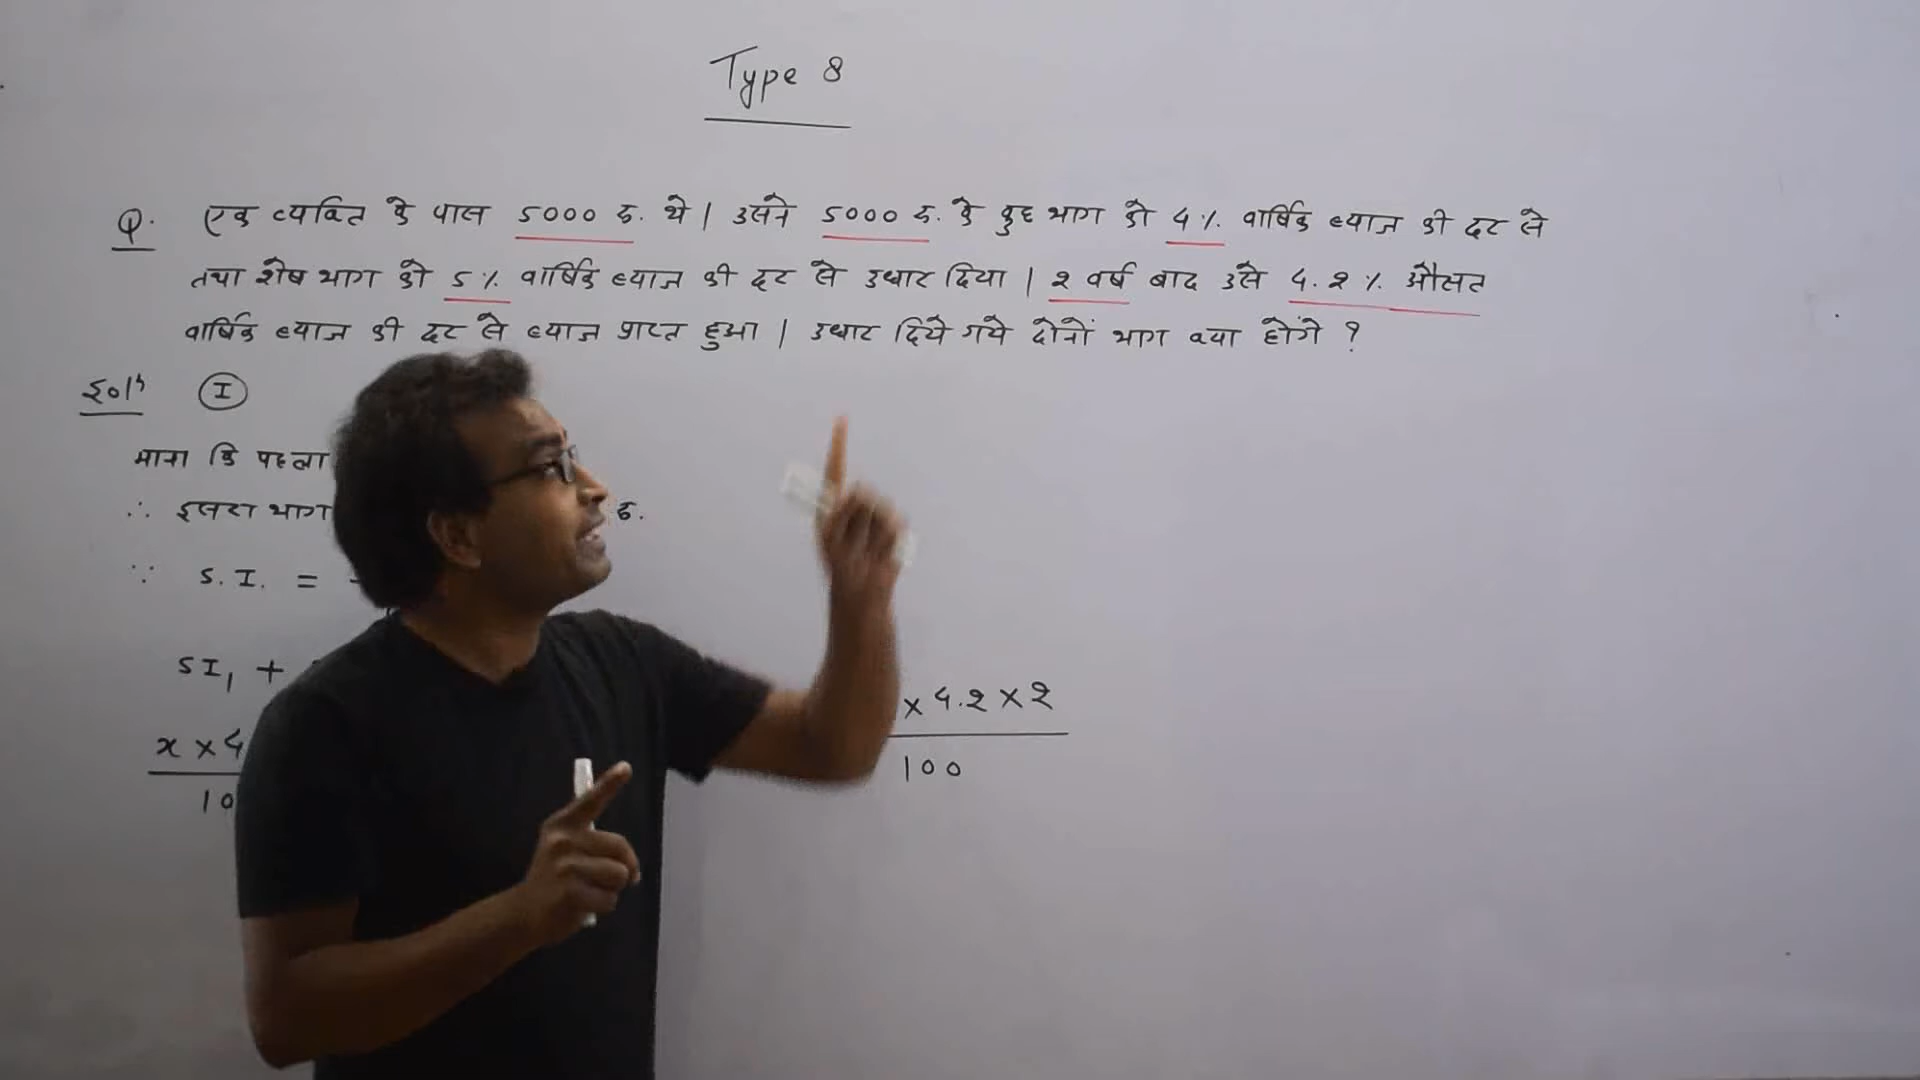 Type 8
Q. एक व्यक्ति के पास 5000 रु. थे | उसने 5000 रु. के कुछ भाग को 4 % वार्षिक ब्याज की दर से
तथा शेष भाग को 5 % वार्षिक ब्याज की दर से उधार दिया | 2 वर्ष बाद उसे 4.2 % औसत
वार्षिक ब्याज की दर से ब्याज प्राप्त हुआ | उधार दिये गये दोनों भाग क्या होंगे ?
Solⁿ I
माना कि पहला
∴ दूसरा भाग रु.
∵ S.I. =
SI₁ +
x × 4 × 4.2 × 2
10 100